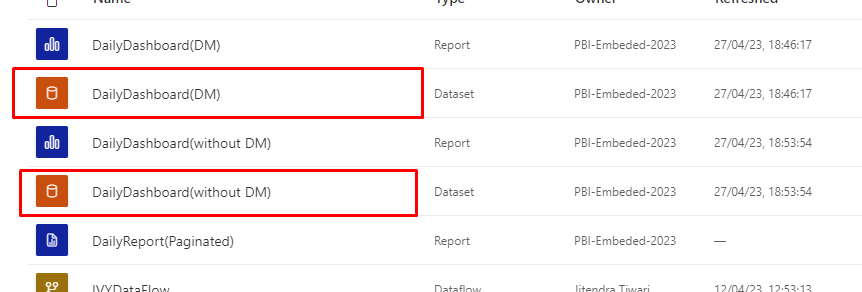 Name Type Owner Refreshed
DailyDashboard(DM) Report PBI-Embeded-2023 27/04/23, 18:46:17
DailyDashboard(DM) Dataset PBI-Embeded-2023 27/04/23, 18:46:17
DailyDashboard(without DM) Report PBI-Embeded-2023 27/04/23, 18:53:54
DailyDashboard(without DM) Dataset PBI-Embeded-2023 27/04/23, 18:53:54
DailyReport(Paginated) Report PBI-Embeded-2023 —
IVYDataFlow Dataflow Jitendra Tiwari 12/04/23, 12:53:13